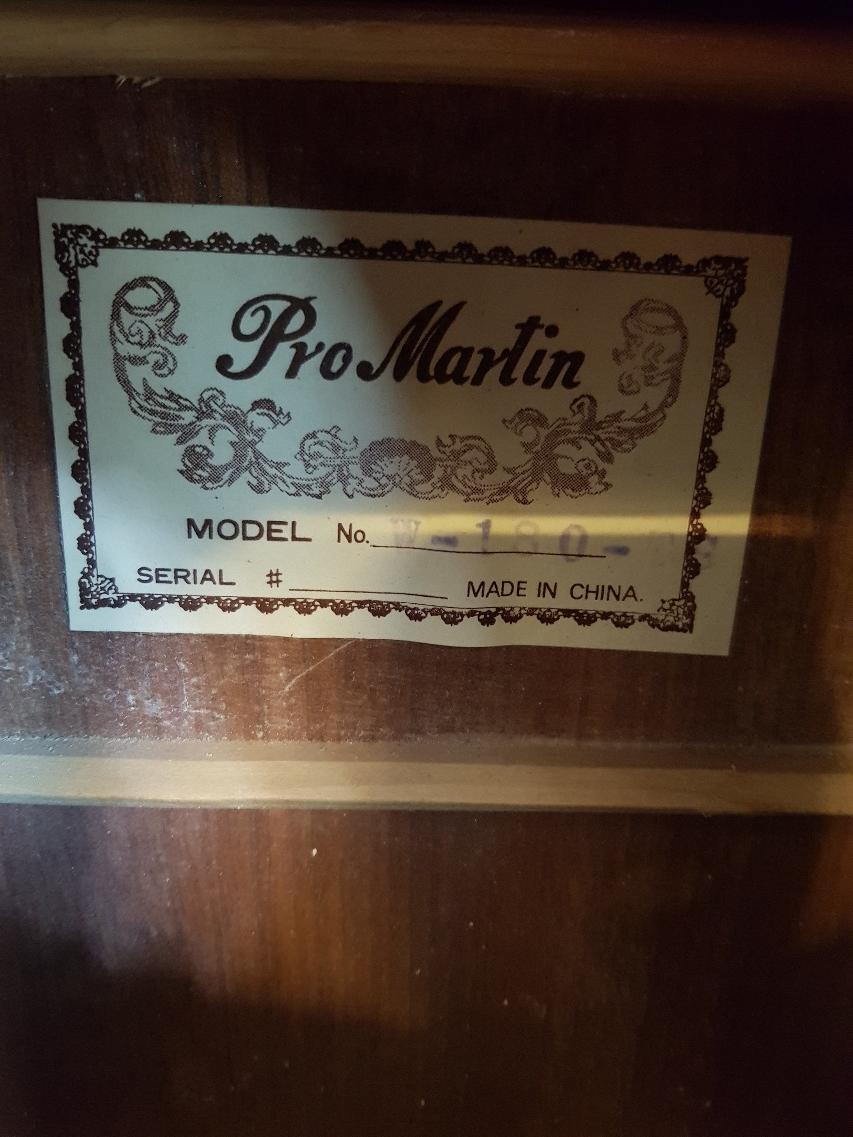 Pro Martin
MODEL No. W-180-
SERIAL #
MADE IN CHINA.